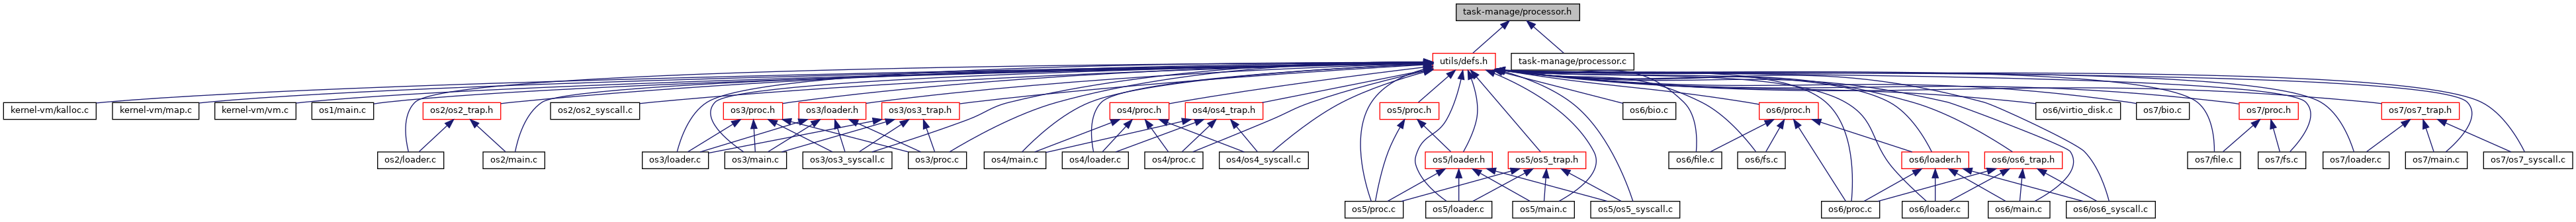 task-manage/processor.h
utils/defs.h
task-manage/processor.c
kernel-vm/kalloc.c
kernel-vm/map.c
kernel-vm/vm.c
os1/main.c
os2/os2_trap.h
os2/os2_syscall.c
os3/proc.h
os3/loader.h
os3/os3_trap.h
os4/proc.h
os4/os4_trap.h
os5/proc.h
os6/bio.c
os6/proc.h
os6/virtio_disk.c
os7/bio.c
os7/proc.h
os7/os7_trap.h
os2/loader.c
os2/main.c
os3/loader.c
os3/main.c
os3/os3_syscall.c
os3/proc.c
os4/main.c
os4/loader.c
os4/proc.c
os4/os4_syscall.c
os5/loader.h
os5/os5_trap.h
os6/file.c
os6/fs.c
os6/loader.h
os6/os6_trap.h
os7/file.c
os7/fs.c
os7/loader.c
os7/main.c
os7/os7_syscall.c
os5/proc.c
os5/loader.c
os5/main.c
os5/os5_syscall.c
os6/proc.c
os6/loader.c
os6/main.c
os6/os6_syscall.c